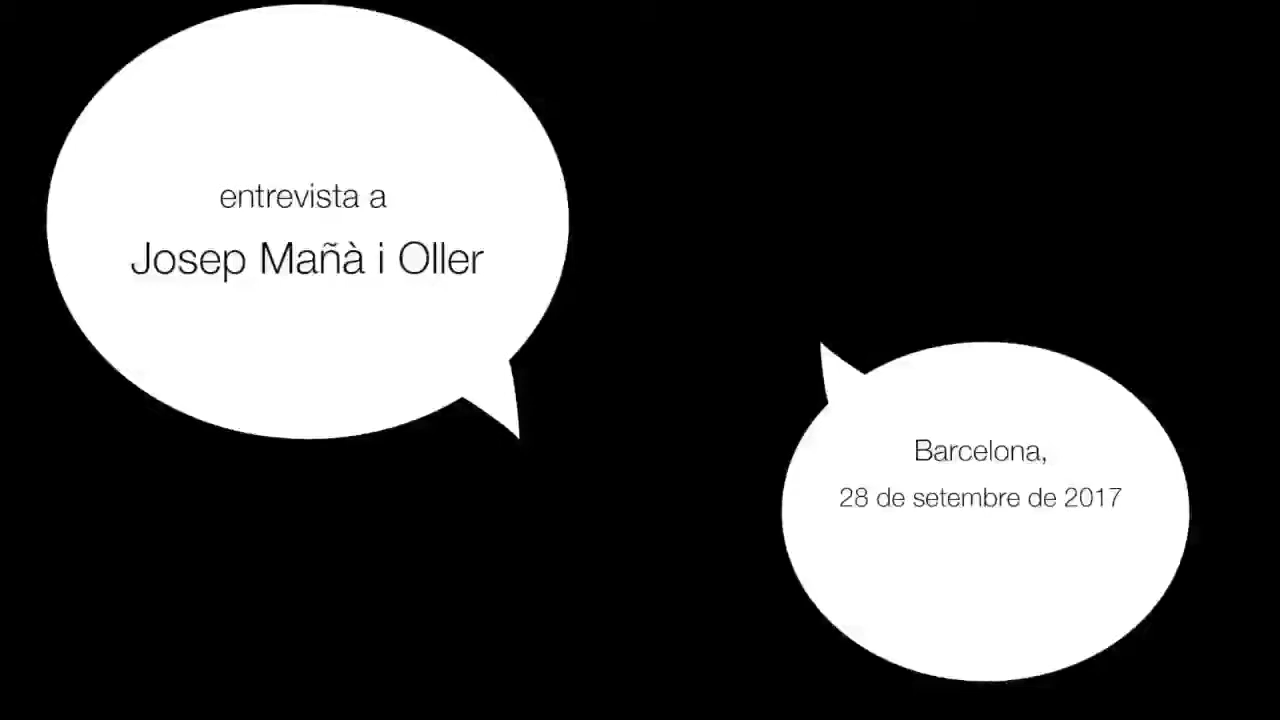 entrevista a
Josep Mañà i Oller
Barcelona,
28 de setembre de 2017